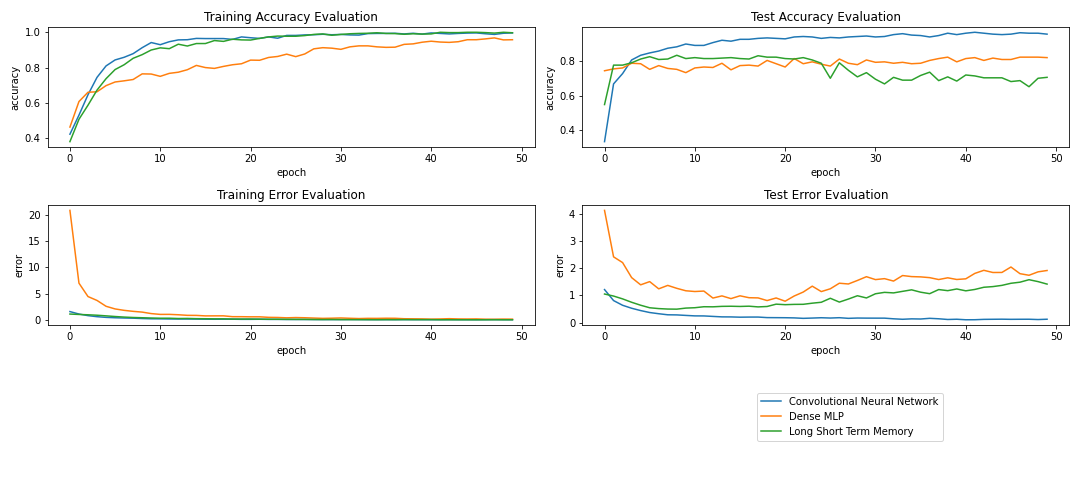 Training Accuracy Evaluation
1.0
0.8
0.6
0.4
accuracy
0 10 20 30 40 50
epoch
Test Accuracy Evaluation
0.8
0.6
0.4
accuracy
0 10 20 30 40 50
epoch
Training Error Evaluation
20
15
10
5
0
error
0 10 20 30 40 50
epoch
Test Error Evaluation
4
3
2
1
0
error
0 10 20 30 40 50
epoch
Convolutional Neural Network
Dense MLP
Long Short Term Memory